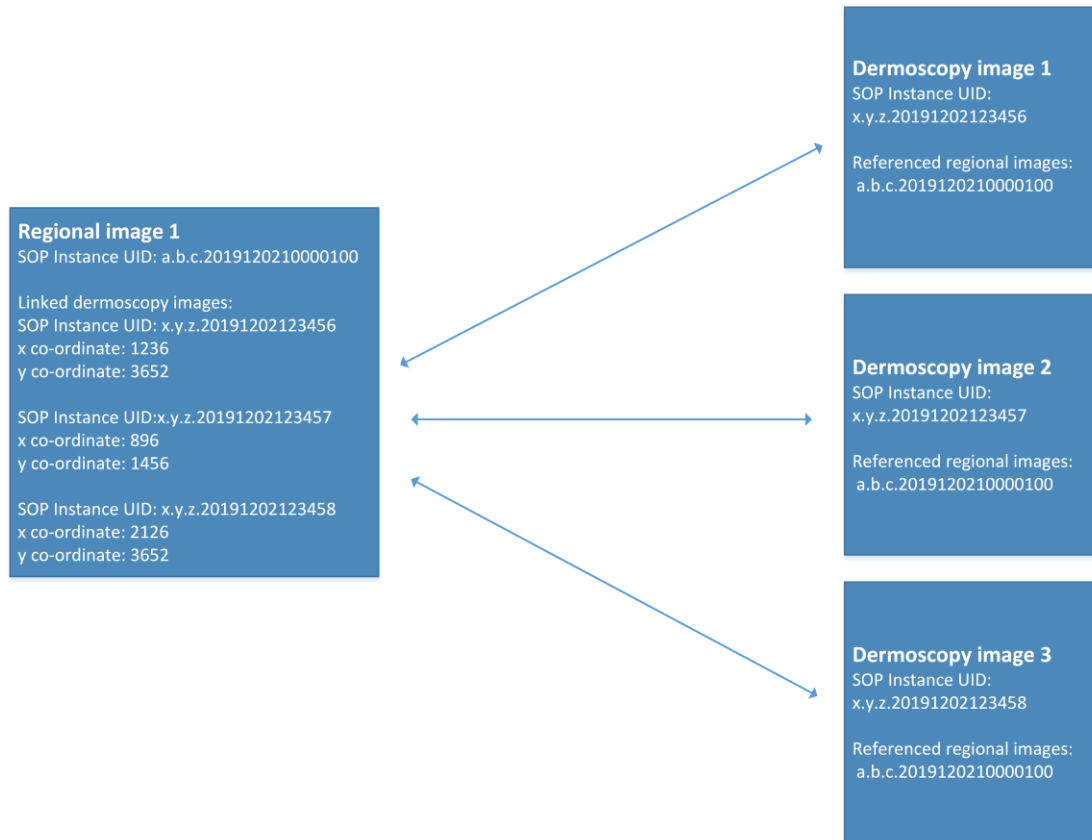 Regional image 1
SOP Instance UID: a.b.c.2019120210000100
Linked dermoscopy images:
SOP Instance UID: x.y.z.20191202123456
x co-ordinate: 1236
y co-ordinate: 3652
SOP Instance UID:x.y.z.20191202123457
x co-ordinate: 896
y co-ordinate: 1456
SOP Instance UID: x.y.z.20191202123458
x co-ordinate: 2126
y co-ordinate: 3652
Dermoscopy image 1
SOP Instance UID:
x.y.z.20191202123456
Referenced regional images:
a.b.c.2019120210000100
Dermoscopy image 2
SOP Instance UID:
x.y.z.20191202123457
Referenced regional images:
a.b.c.2019120210000100
Dermoscopy image 3
SOP Instance UID:
x.y.z.20191202123458
Referenced regional images:
a.b.c.2019120210000100